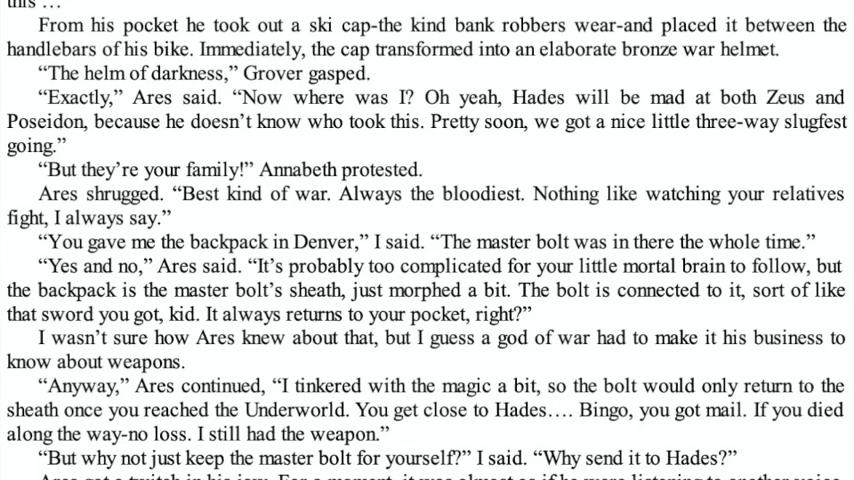 this …
From his pocket he took out a ski cap-the kind bank robbers wear-and placed it between the
handlebars of his bike. Immediately, the cap transformed into an elaborate bronze war helmet.
“The helm of darkness,” Grover gasped.
“Exactly,” Ares said. “Now where was I? Oh yeah, Hades will be mad at both Zeus and
Poseidon, because he doesn’t know who took this. Pretty soon, we got a nice little three-way slugfest
going.”
“But they’re your family!” Annabeth protested.
Ares shrugged. “Best kind of war. Always the bloodiest. Nothing like watching your relatives
fight, I always say.”
“You gave me the backpack in Denver,” I said. “The master bolt was in there the whole time.”
“Yes and no,” Ares said. “It’s probably too complicated for your little mortal brain to follow, but
the backpack is the master bolt’s sheath, just morphed a bit. The bolt is connected to it, sort of like
that sword you got, kid. It always returns to your pocket, right?”
I wasn’t sure how Ares knew about that, but I guess a god of war had to make it his business to
know about weapons.
“Anyway,” Ares continued, “I tinkered with the magic a bit, so the bolt would only return to the
sheath once you reached the Underworld. You get close to Hades…. Bingo, you got mail. If you died
along the way-no loss. I still had the weapon.”
“But why not just keep the master bolt for yourself?” I said. “Why send it to Hades?”
Ares got a twitch in his jaw. For a moment, it was almost as if he were listening to another voice